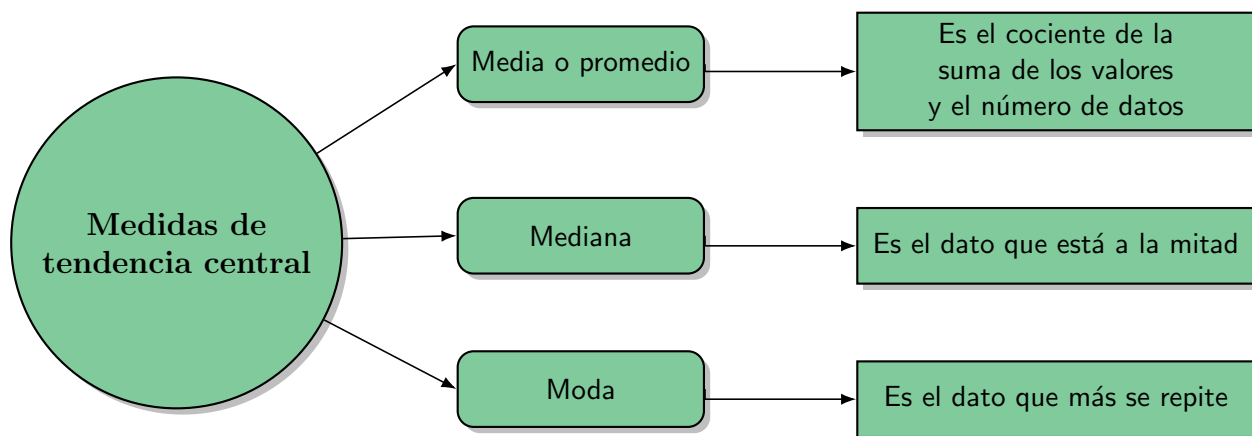 Medidas de
tendencia central
Media o promedio
Es el cociente de la
suma de los valores
y el número de datos
Mediana
Es el dato que está a la mitad
Moda
Es el dato que más se repite